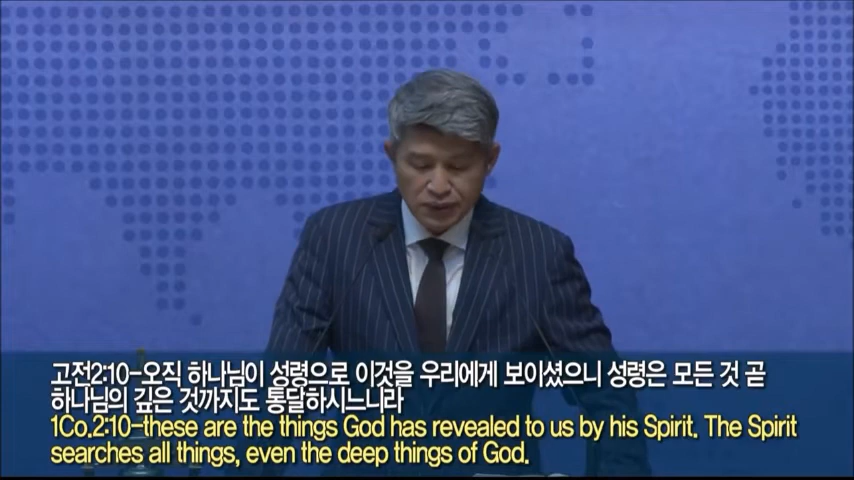 고전2:10-오직 하나님이 성령으로 이것을 우리에게 보이셨으니 성령은 모든 것 곧
하나님의 깊은 것까지도 통달하시느니라
1Co.2:10-these are the things God has revealed to us by his Spirit. The Spirit
searches all things, even the deep things of God.